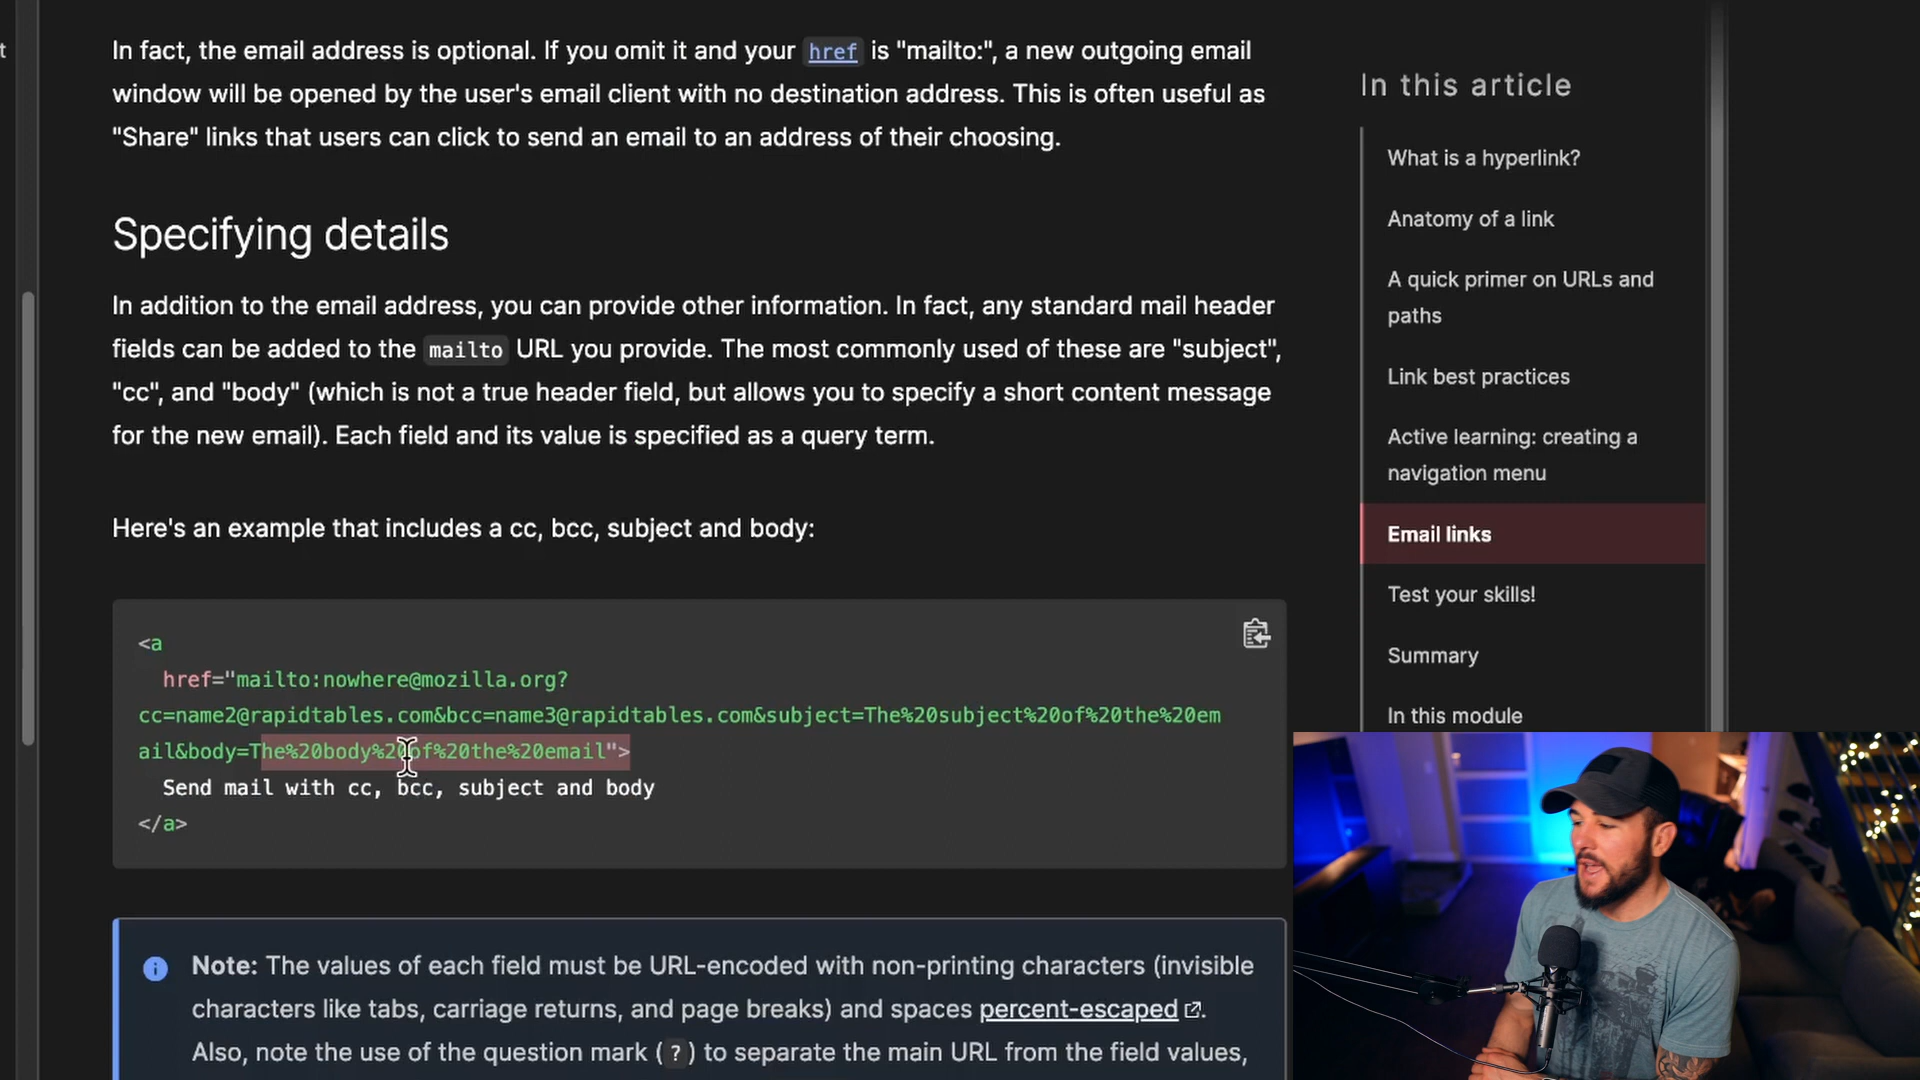 t
In fact, the email address is optional. If you omit it and your href is "mailto:", a new outgoing email
window will be opened by the user's email client with no destination address. This is often useful as
"Share" links that users can click to send an email to an address of their choosing.
Specifying details
In addition to the email address, you can provide other information. In fact, any standard mail header
fields can be added to the mailto URL you provide. The most commonly used of these are "subject",
"cc", and "body" (which is not a true header field, but allows you to specify a short content message
for the new email). Each field and its value is specified as a query term.
Here's an example that includes a cc, bcc, subject and body:
<a
href="mailto:nowhere@mozilla.org?
cc=name2@rapidtables.com&bcc=name3@rapidtables.com&subject=The%20subject%20of%20the%20em
ail&body=The%20body%20of%20the%20email">
Send mail with cc, bcc, subject and body
</a>
Note: The values of each field must be URL-encoded with non-printing characters (invisible
characters like tabs, carriage returns, and page breaks) and spaces percent-escaped.
Also, note the use of the question mark (?) to separate the main URL from the field values,
In this article
What is a hyperlink?
Anatomy of a link
A quick primer on URLs and
paths
Link best practices
Active learning: creating a
navigation menu
Email links
Test your skills!
Summary
In this module